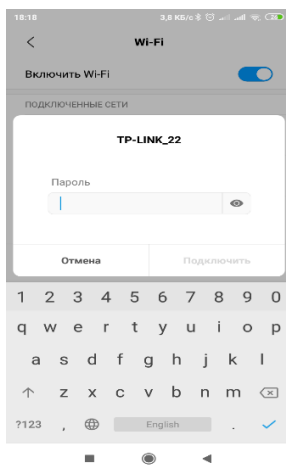 18:18 3,8 КБ/с
Wi-Fi
Включить Wi-Fi
ПОДКЛЮЧЕННЫЕ СЕТИ
TP-LINK_22
Пароль
Отмена Подключить
1 2 3 4 5 6 7 8 9 0
q w e r t y u i o p
a s d f g h j k l
z x c v b n m
?123 , English .